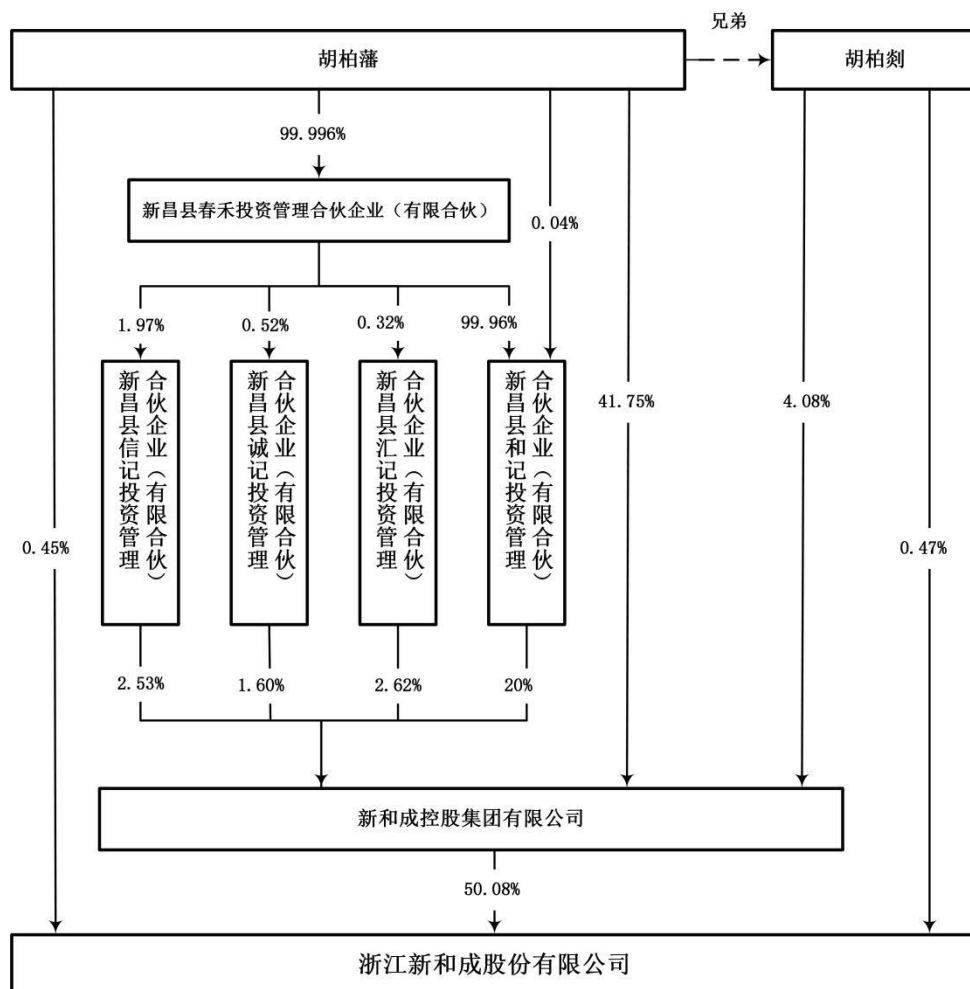 兄弟
胡柏藩
胡柏剡
99.996%
新昌县春禾投资管理合伙企业（有限合伙）
0.04%
1.97%
0.52%
0.32%
99.96%
新昌县信记投资管理
合伙企业（有限合伙）
新昌县诚记投资管理
合伙企业（有限合伙）
新昌县汇记投资管理
合伙企业（有限合伙）
新昌县和记投资管理
合伙企业（有限合伙）
41.75%
4.08%
0.45%
0.47%
2.53%
1.60%
2.62%
20%
新和成控股集团有限公司
50.08%
浙江新和成股份有限公司